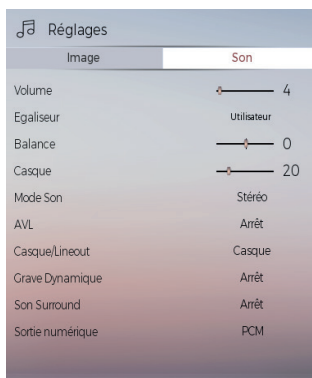 Réglages
Image Son
Volume 4
Egaliseur Utilisateur
Balance 0
Casque 20
Mode Son Stéréo
AVL Arrêt
Casque/Lineout Casque
Grave Dynamique Arrêt
Son Surround Arrêt
Sortie numérique PCM